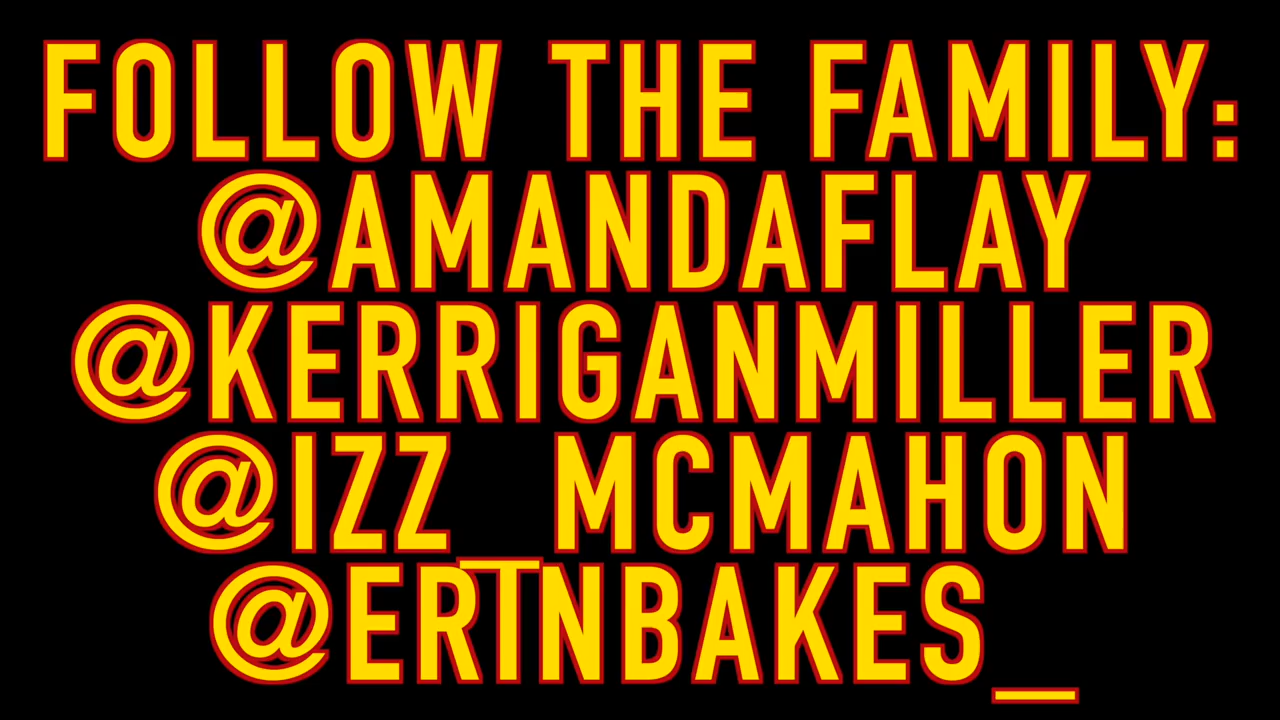 FOLLOW THE FAMILY:
@AMANDAFLAY
@KERRIGANMILLER
@IZZ_MCMAHON
@ERINBAKES_